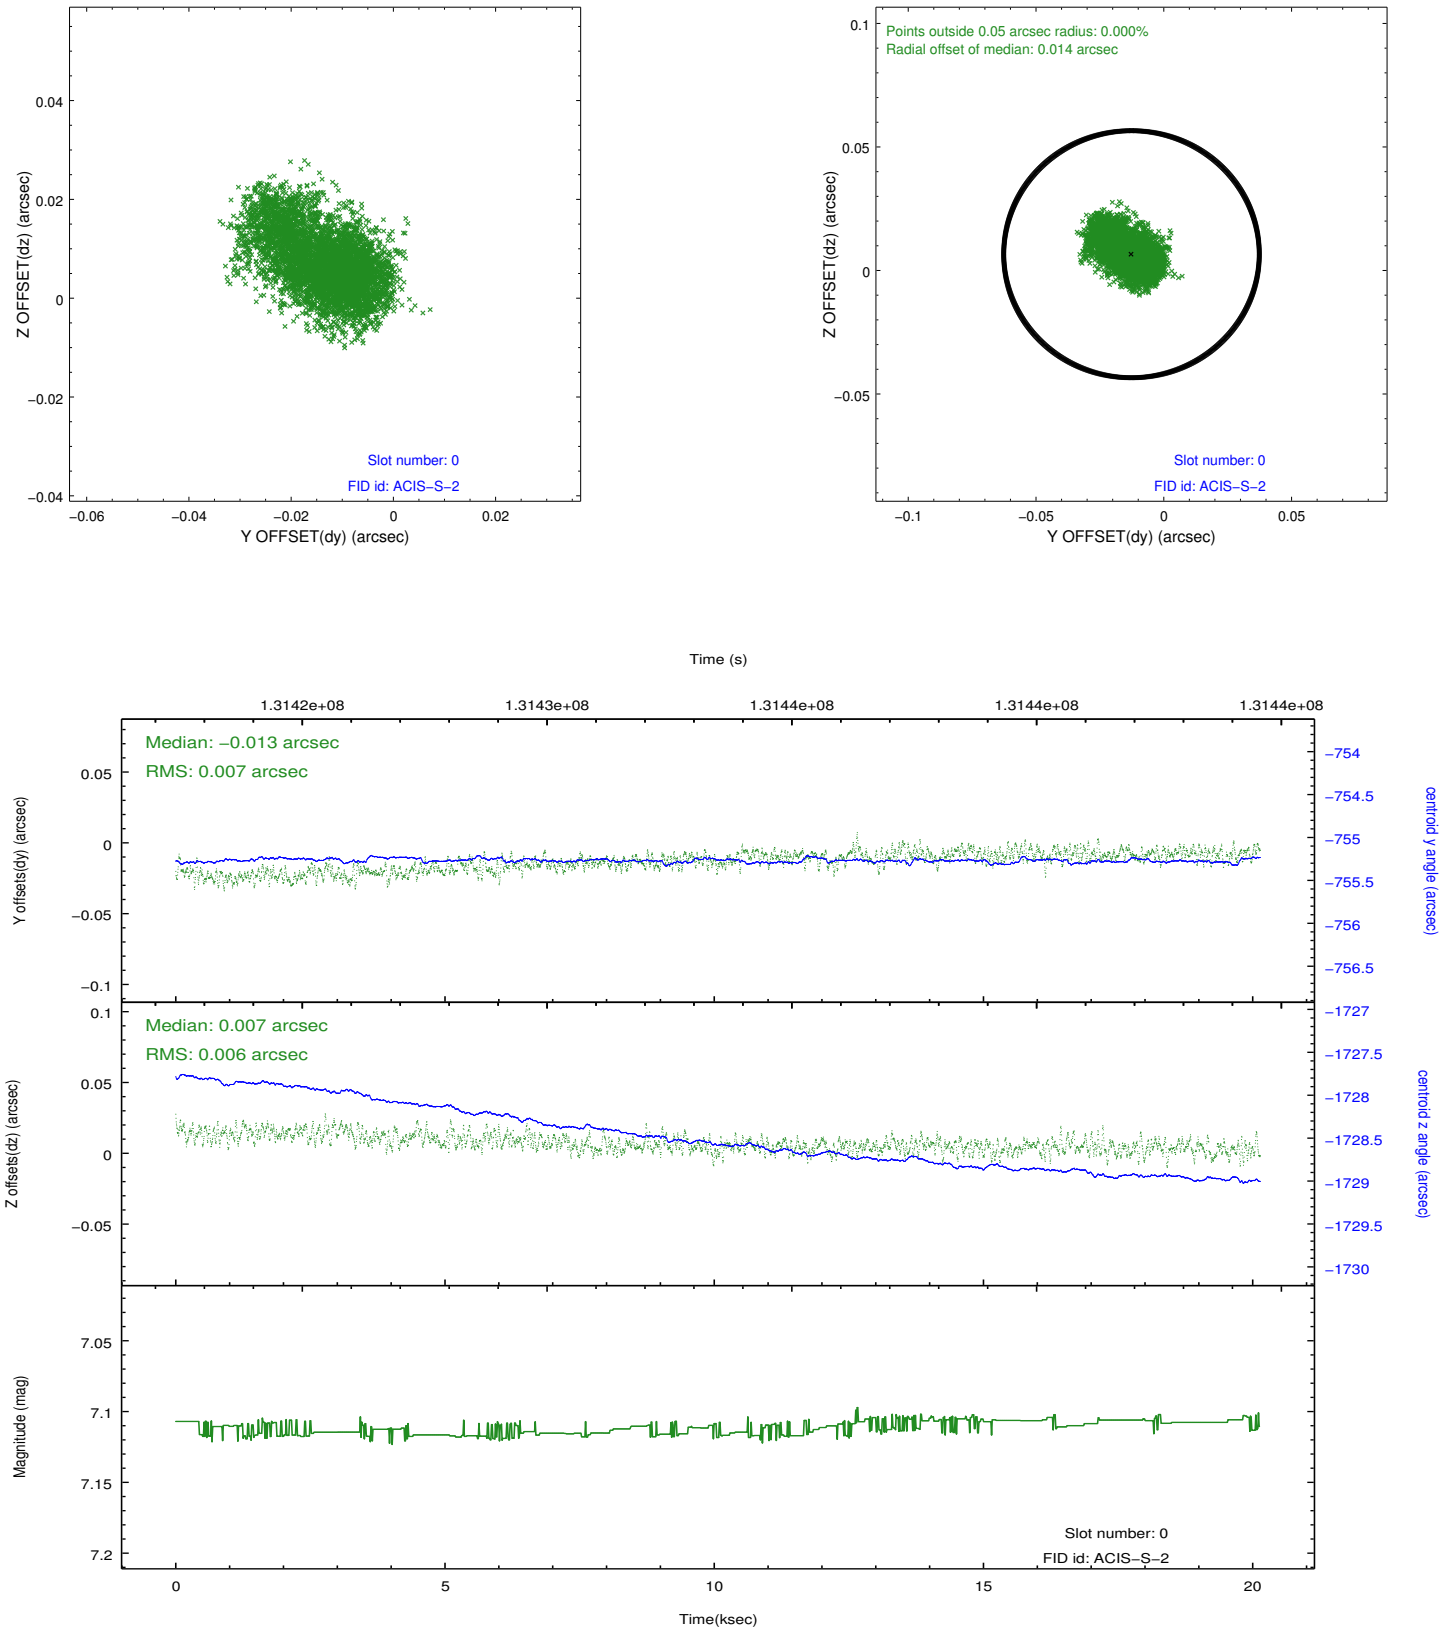 0.04
0.02
0
−0.02
−0.04
Z OFFSET(dz) (arcsec)
Slot number: 0
FID id: ACIS−S−2
−0.06 −0.04 −0.02 0 0.02
Y OFFSET(dy) (arcsec)
Points outside 0.05 arcsec radius: 0.000%
Radial offset of median: 0.014 arcsec
0.1
0.05
0
−0.05
Z OFFSET(dz) (arcsec)
Slot number: 0
FID id: ACIS−S−2
−0.1 −0.05 0 0.05
Y OFFSET(dy) (arcsec)
Time (s)
1.3142e+08 1.3143e+08 1.3144e+08 1.3144e+08 1.3144e+08
Median: −0.013 arcsec
RMS: 0.007 arcsec
0.05
0
−0.05
−0.1
Y offsets(dy) (arcsec)
−754
−754.5
−755
−755.5
−756
−756.5
centroid y angle (arcsec)
Median: 0.007 arcsec
RMS: 0.006 arcsec
0.1
0.05
0
−0.05
Z offsets(dz) (arcsec)
−1727
−1727.5
−1728
−1728.5
−1729
−1729.5
−1730
centroid z angle (arcsec)
7.05
7.1
7.15
7.2
Magnitude (mag)
Slot number: 0
FID id: ACIS−S−2
0 5 10 15 20
Time(ksec)